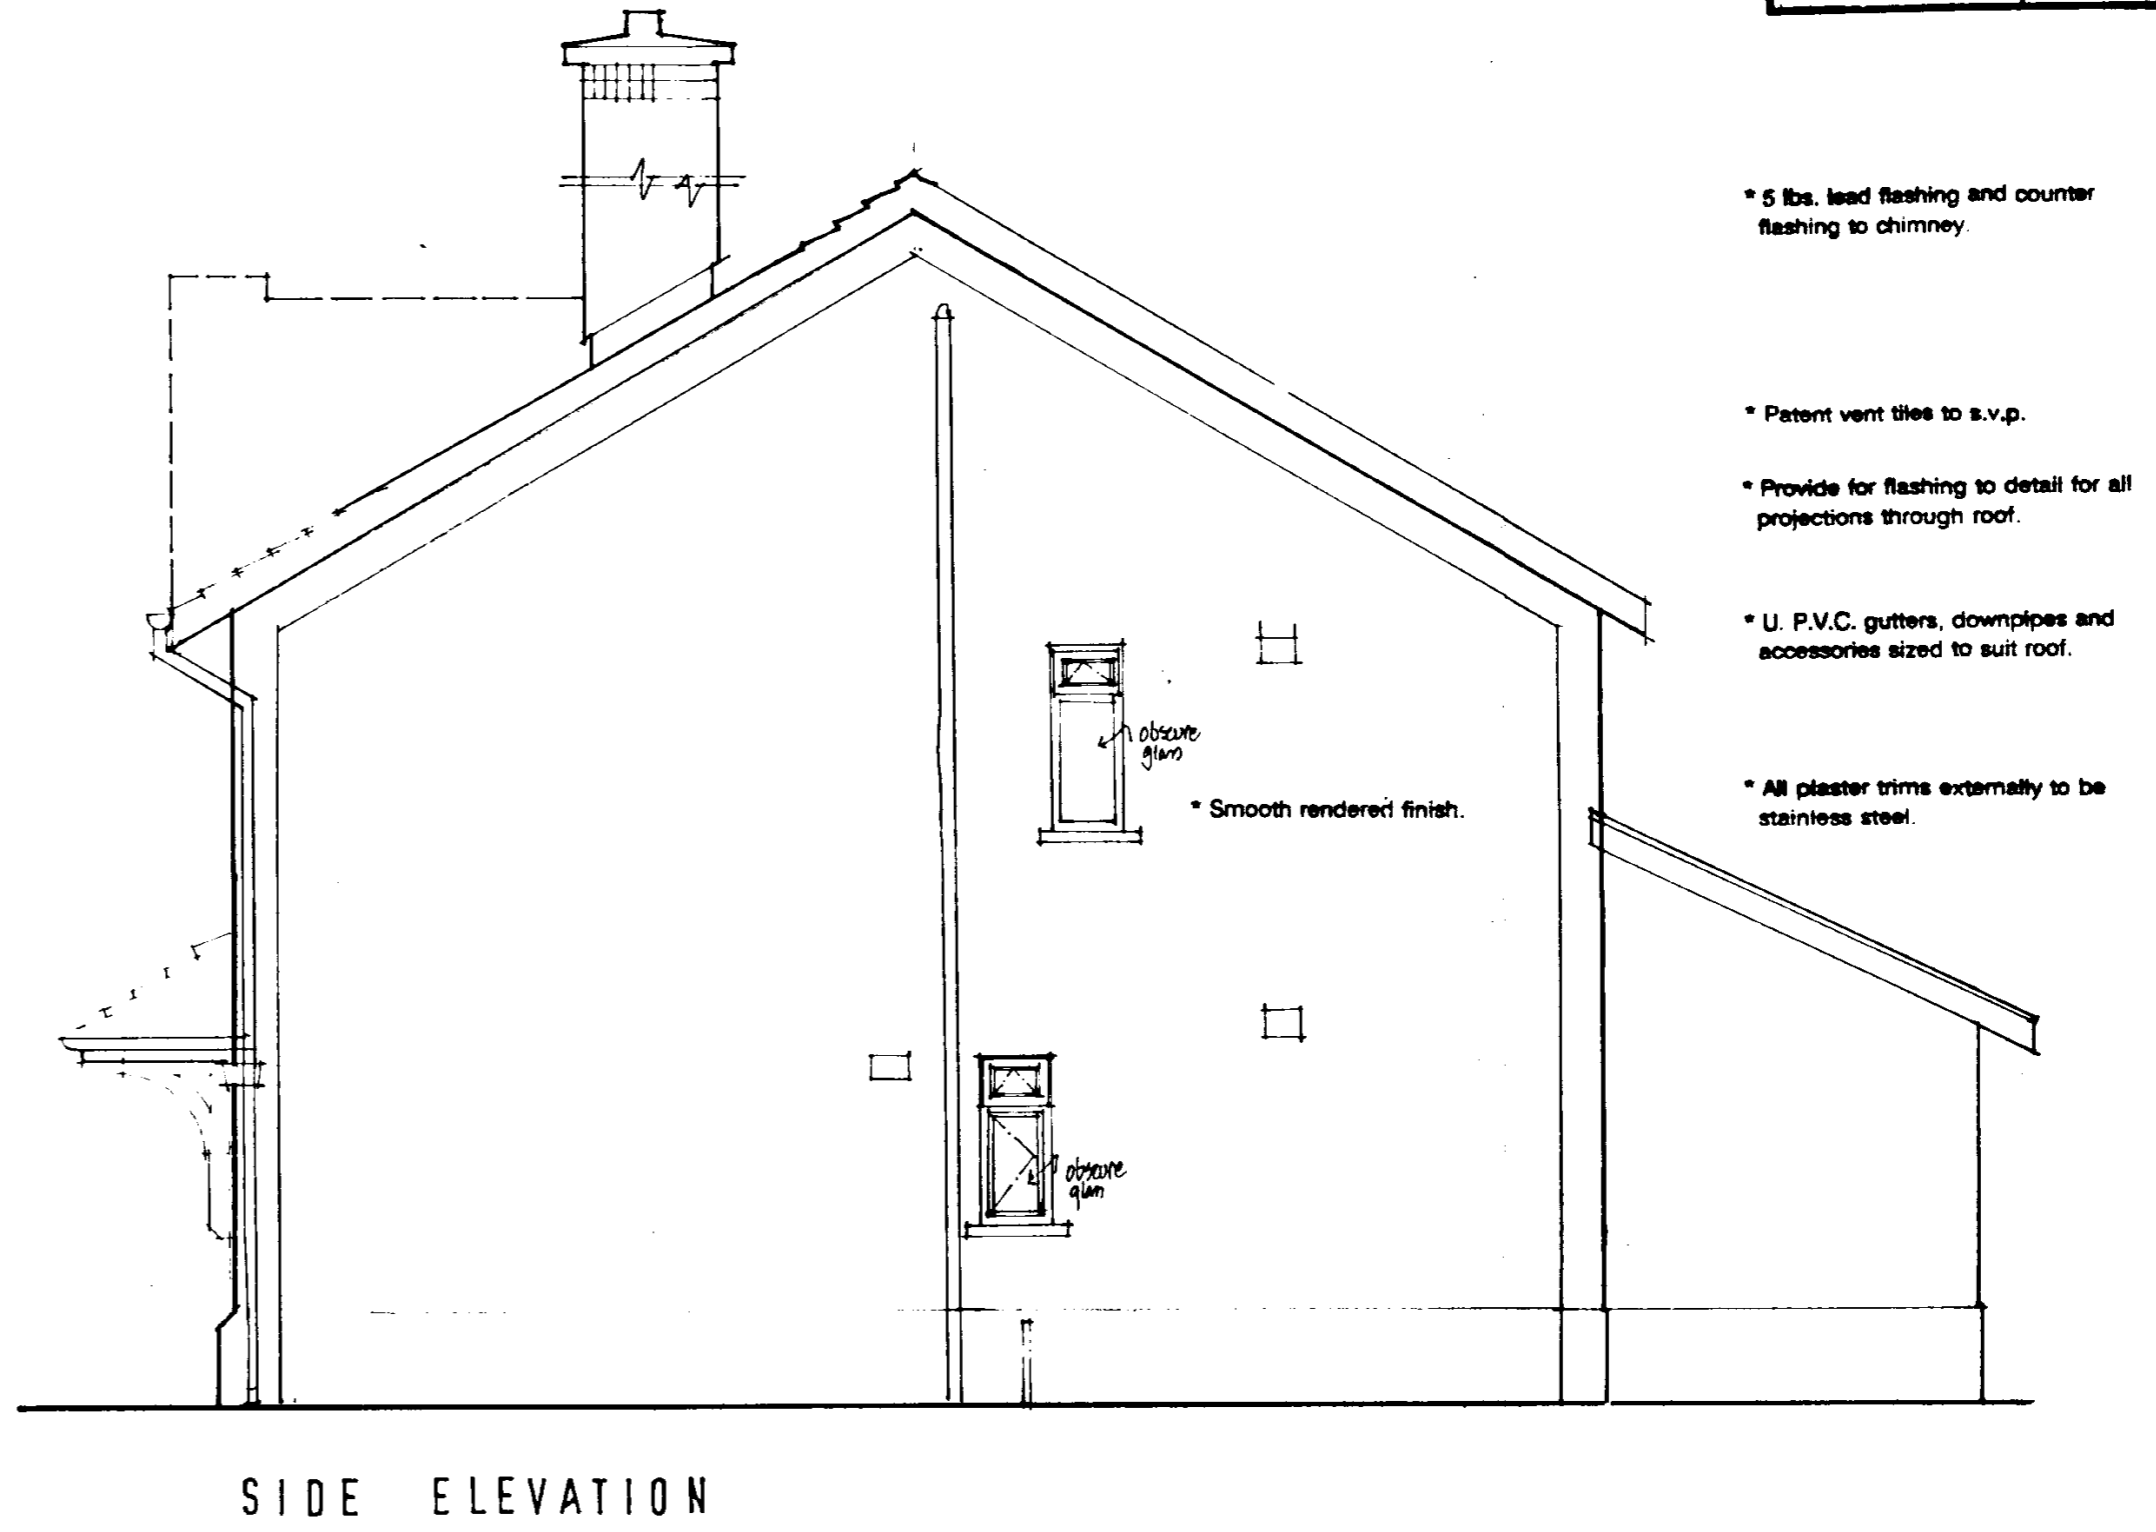 * 5 lbs. lead flashing and counter
flashing to chimney.
* Patent vent tiles to s.v.p.
* Provide for flashing to detail for all
projections through roof.
* U. P.V.C. gutters, downpipes and
accessories sized to suit roof.
obscure
glass
* Smooth rendered finish.
* All plaster trims externally to be
stainless steel.
obscure
glass
SIDE ELEVATION